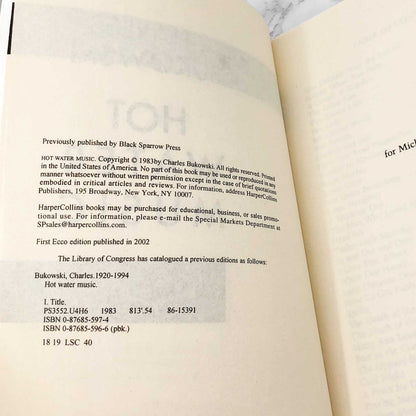 HOT
Previously published by Black Sparrow Press
HOT WATER MUSIC. Copyright © 1983by Charles Bukowski. All rights reserved. Printed
in the United States of America. No part of this book may be used or reproduced in any
manner whatsoever without written permission except in the case of brief quotations
embodied in critical articles and reviews. For information, address HarperCollins
Publishers, 195 Broadway, New York, NY 10007.
HarperCollins books may be purchased for educational, business, or sales promo-
tional use. For information, please e-mail the Special Markets Department at
SPsales@harpercollins.com.
First Ecco edition published in 2002
The Library of Congress has catalogued a previous editions as follows:
Bukowski, Charles.1920-1994
Hot water music.
I. Title.
PS3552.U4H6 1983 813'.54 86-15391
ISBN 0-87685-597-4
ISBN 0-87685-596-6 (pbk.)
18 19 LSC 40
for Mich